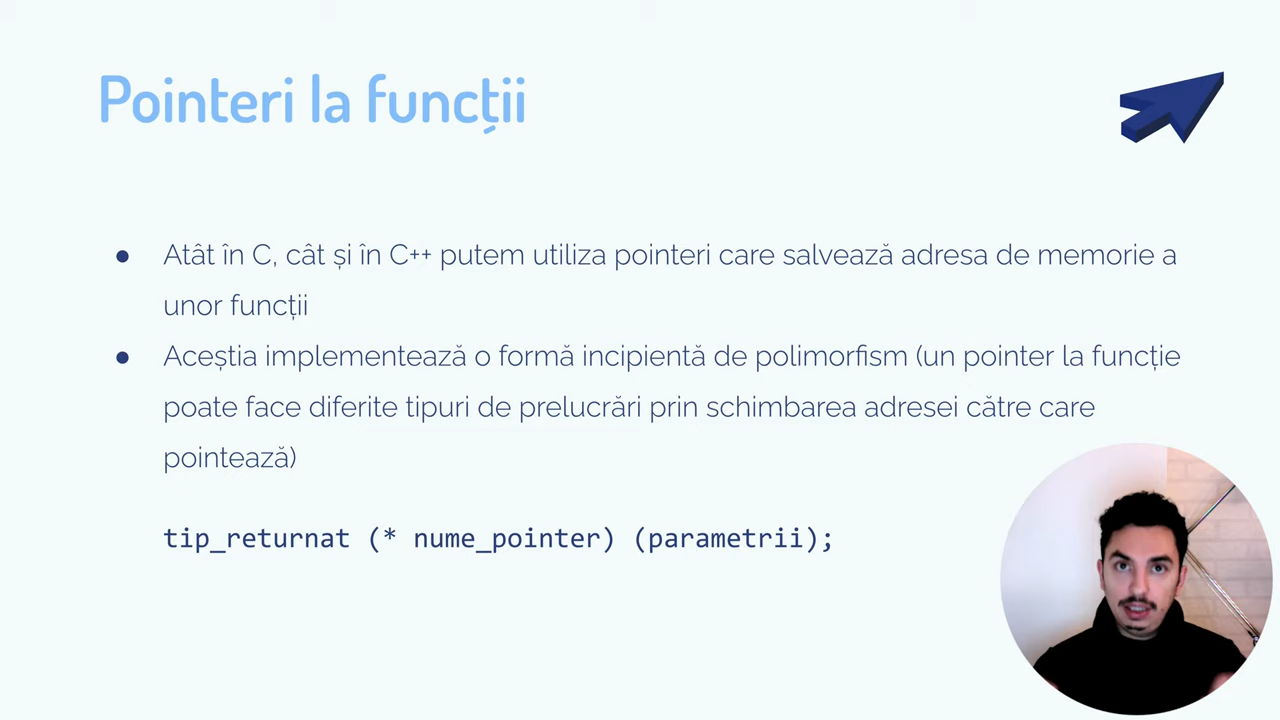 Pointeri la funcții
● Atât în C, cât și în C++ putem utiliza pointeri care salvează adresa de memorie a
unor funcții
● Aceștia implementează o formă incipientă de polimorfism (un pointer la funcție
poate face diferite tipuri de prelucrări prin schimbarea adresei către care
pointează)
tip_returnat (* nume_pointer) (parametrii);